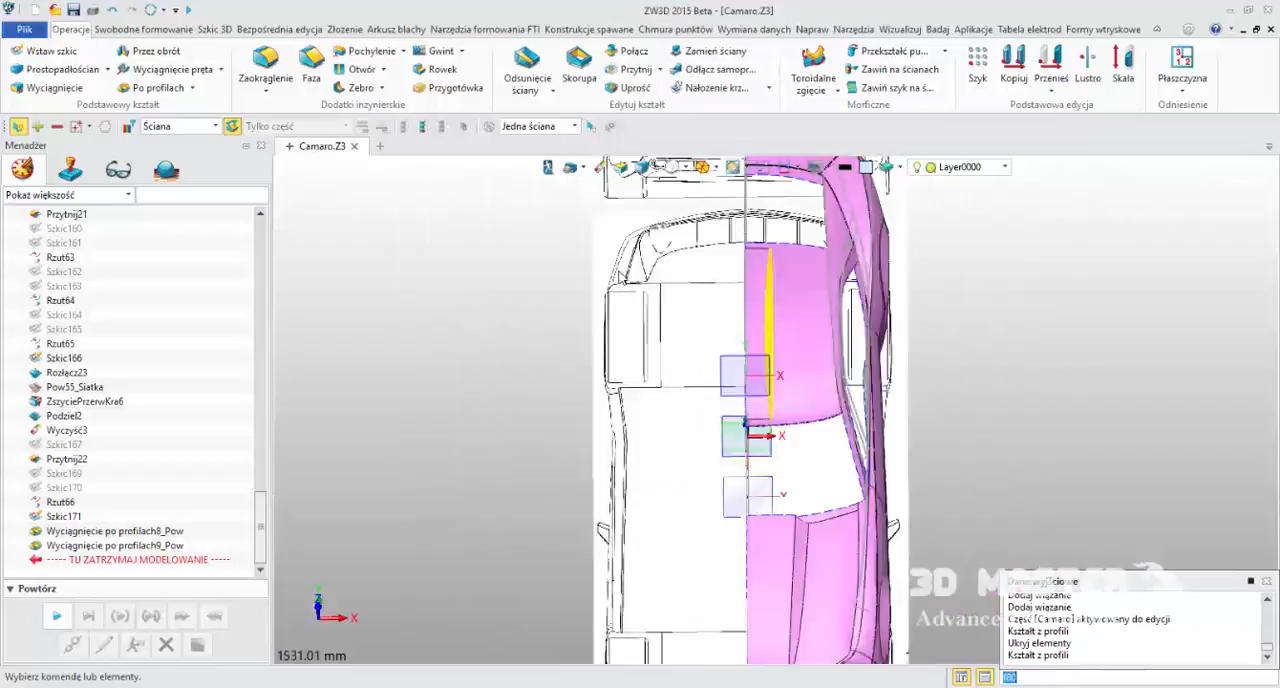 ZW3D 2015 Beta - [Camaro.Z3]
Plik Operacje Swobodne formowanie Szkic 3D Bezpośrednia edycja Złożenie Arkusz blachy Narzędzia formowania FTI Konstrukcje spawane Chmura punktów Wymiana danych Napraw Narzędzia Wizualizuj Badaj Aplikacje Tabela elektrod Formy wtryskowe
Wstaw szkic Przez obrót Pochylenie Gwint Połącz Zamień ściany Przekształć pu...
Prostopadłościan Wyciągnięcie pręta Zaokrąglenie Faza Otwór Rowek Odsunięcie ściany Skorupa Przytnij Odłącz samopr... Toroidalne zgięcie Zawiń na ścianach Szyk Kopiuj Przenieś Lustro Skala Płaszczyzna
Wyciągnięcie Po profilach Żebro Przygotówka Uprość Nałożenie krz... Zawiń szyk na ś...
Podstawowy kształt Dodatki inżynierskie Edytuj kształt Morficzne Podstawowa edycja Odniesienie
Ściana Tylko część Jedna ściana
Menadżer Camaro.Z3
Layer0000
Pokaż większość
Przytnij21
Szkic160
Szkic161
Rzut63
Szkic162
Szkic163
Rzut64
Szkic164
Szkic165
Rzut65
Szkic166
Rozłącz23
Pow55_Siatka
ZszyciePrzerwKra6
Podziel2
Wyczyść3
Szkic167
Przytnij22
Szkic169
Szkic170
Rzut66
Szkic171
Wyciągnięcie po profilach8_Pow
Wyciągnięcie po profilach9_Pow
----- TU ZATRZYMAJ MODELOWANIE -----
Powtórz
X
X
Y
Z
X
1531.01 mm
3D MASTER
Advance
Dane wyjściowe
Dodaj wiązanie
Dodaj wiązanie
Część [Camaro] aktywowany do edycji.
Kształt z profili
Ukryj elementy
Kształt z profili
Wybierz komendę lub elementy.